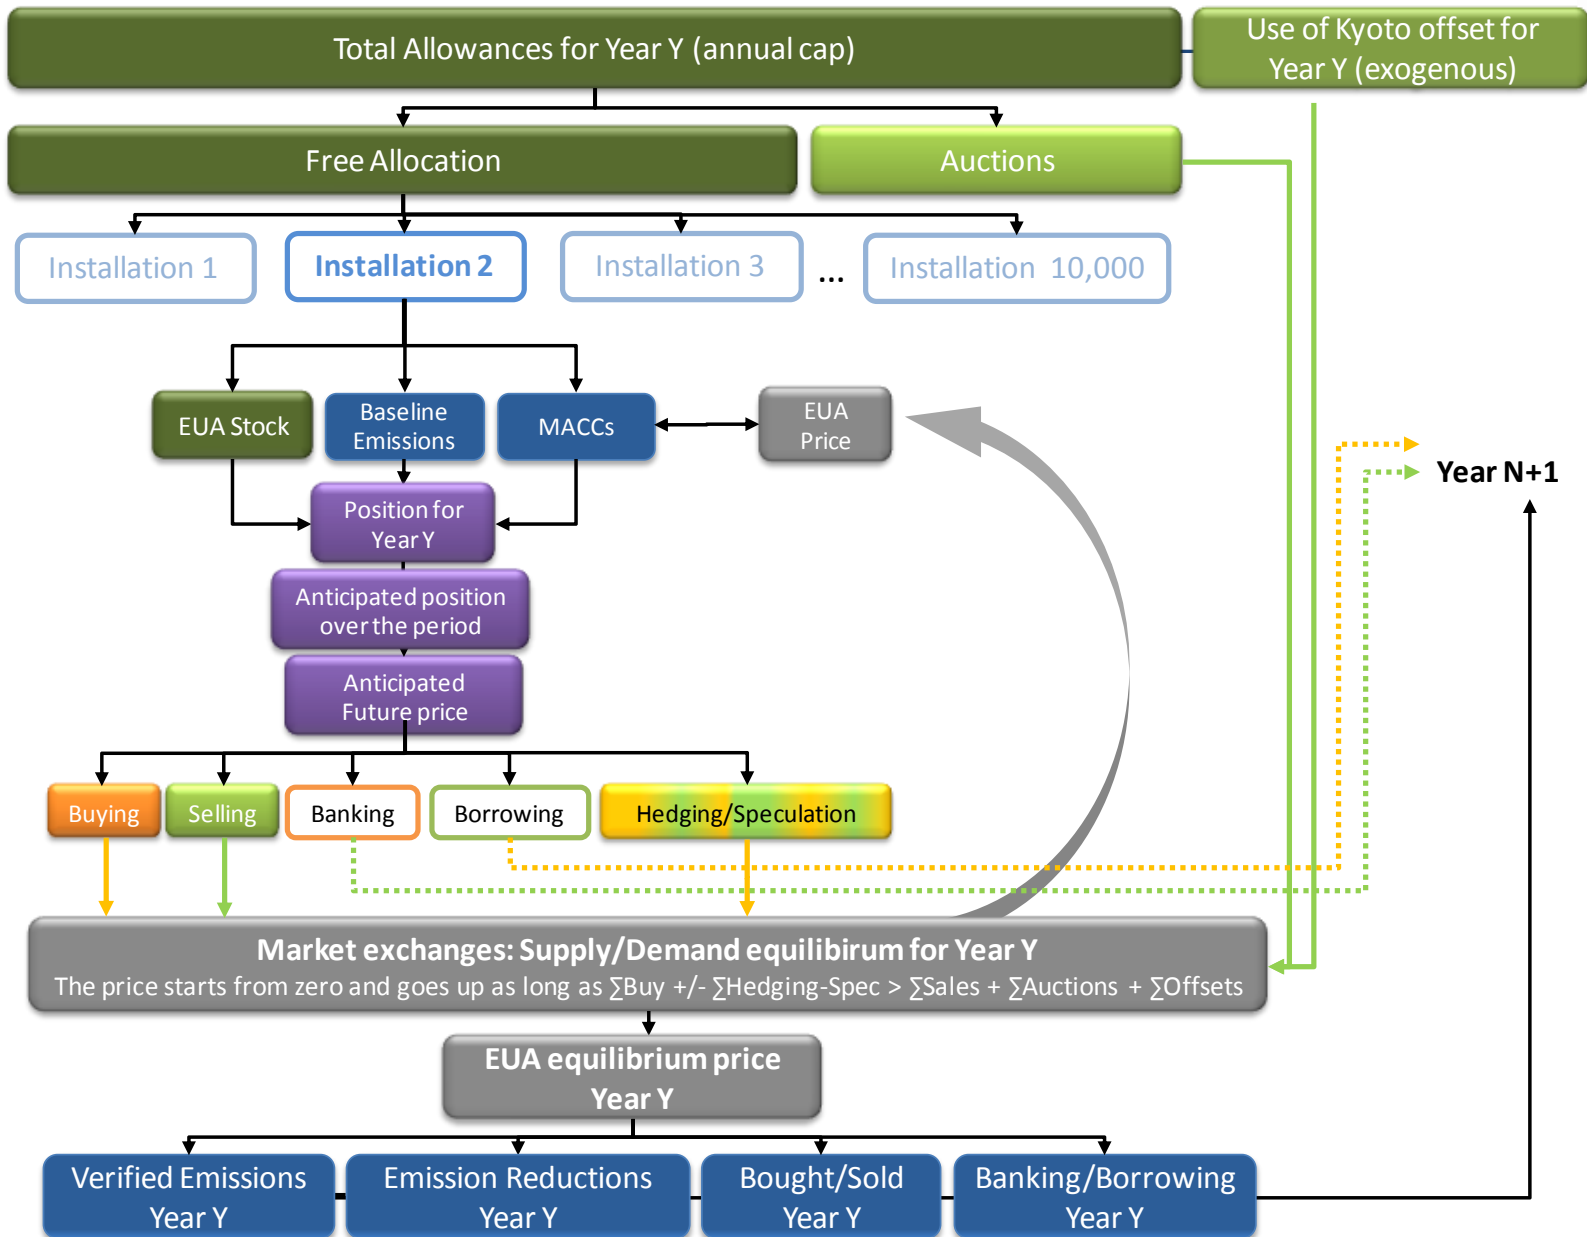 Total Allowances for Year Y (annual cap)
Use of Kyoto offset for
Year Y (exogenous)
Free Allocation
Auctions
Installation 1
Installation 2
Installation 3
...
Installation 10,000
EUA Stock
Baseline
Emissions
MACCs
EUA
Price
Year N+1
Position for
Year Y
Anticipated position
over the period
Anticipated
Future price
Buying
Selling
Banking
Borrowing
Hedging/Speculation
Market exchanges: Supply/Demand equilibirum for Year Y
The price starts from zero and goes up as long as ∑Buy +/- ∑Hedging-Spec > ∑Sales + ∑Auctions + ∑Offsets
EUA equilibrium price
Year Y
Verified Emissions
Year Y
Emission Reductions
Year Y
Bought/Sold
Year Y
Banking/Borrowing
Year Y